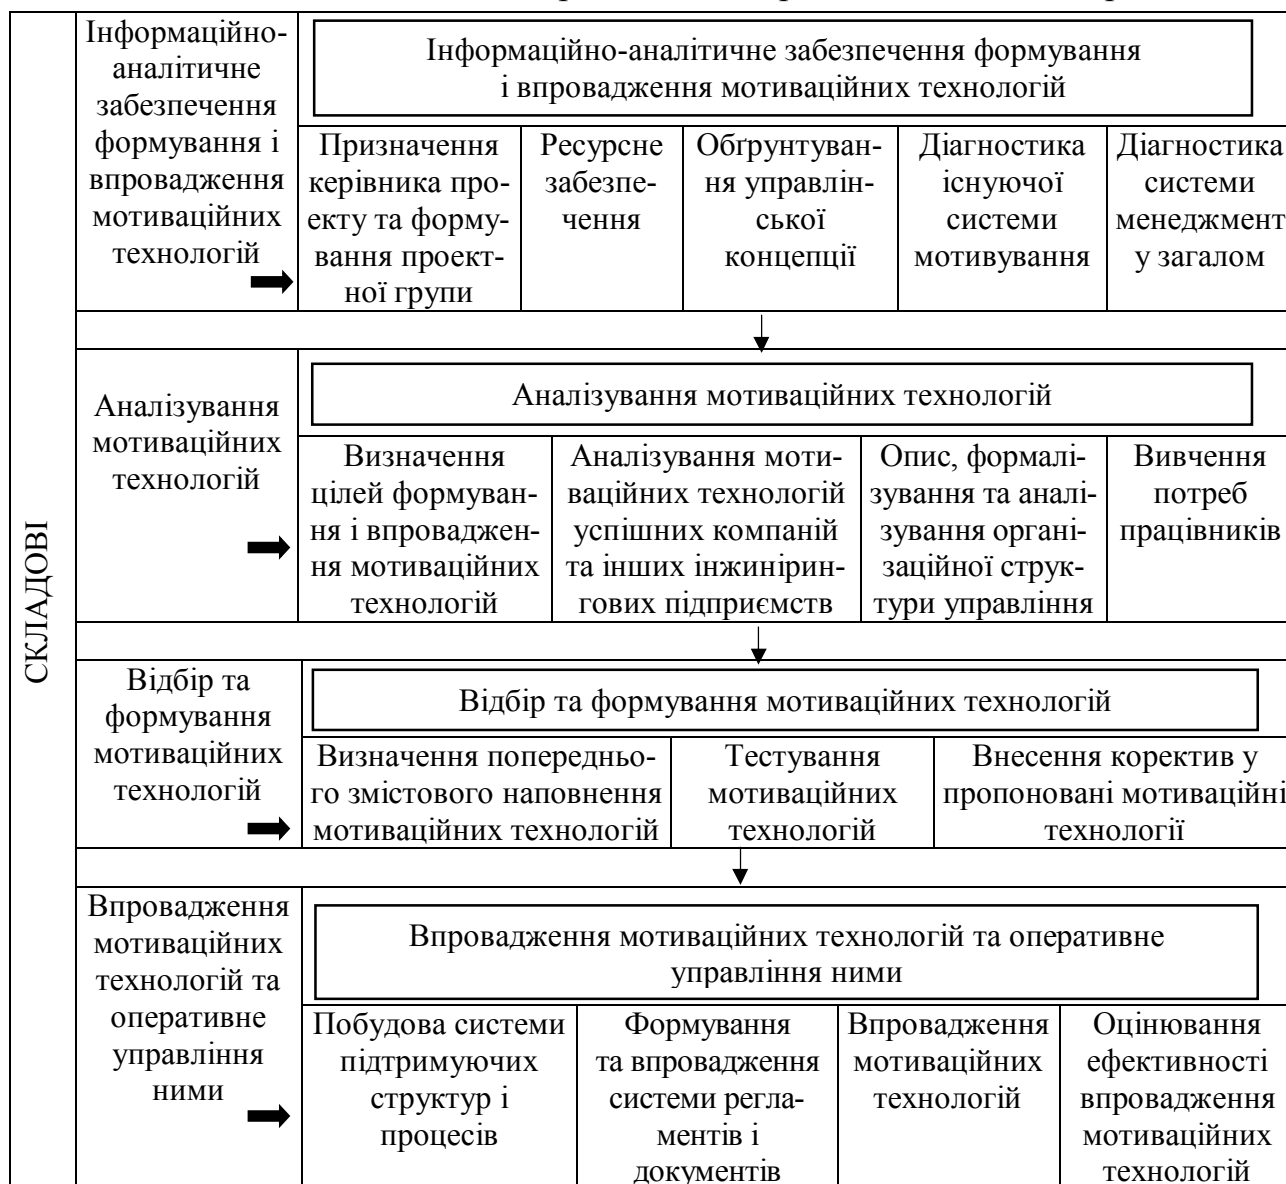 СКЛАДОВІ
Інформаційно-
аналітичне
забезпечення
формування і
впровадження
мотиваційних
технологій
Інформаційно-аналітичне забезпечення формування
і впровадження мотиваційних технологій
Призначення
керівника про-
екту та форму-
вання проект-
ної групи
Ресурсне
забезпе-
чення
Обґрунтуван-
ня управлін-
ської
концепції
Діагностика
існуючої
системи
мотивування
Діагностика
системи
менеджмент
у загалом
Аналізування
мотиваційних
технологій
Аналізування мотиваційних технологій
Визначення
цілей формуван-
ня і впроваджен-
ня мотиваційних
технологій
Аналізування моти-
ваційних технологій
успішних компаній
та інших інжинірин-
гових підприємств
Опис, формалі-
зування та аналі-
зування органі-
заційної струк-
тури управління
Вивчення
потреб
працівників
Відбір та
формування
мотиваційних
технологій
Відбір та формування мотиваційних технологій
Визначення попередньо-
го змістового наповнення
мотиваційних технологій
Тестування
мотиваційних
технологій
Внесення коректив у
пропоновані мотиваційні
технології
Впровадження
мотиваційних
технологій та
оперативне
управління
ними
Впровадження мотиваційних технологій та оперативне
управління ними
Побудова системи
підтримуючих
структур і
процесів
Формування
та впровадження
системи регла-
ментів і
документів
Впровадження
мотиваційних
технологій
Оцінювання
ефективності
впровадження
мотиваційних
технологій